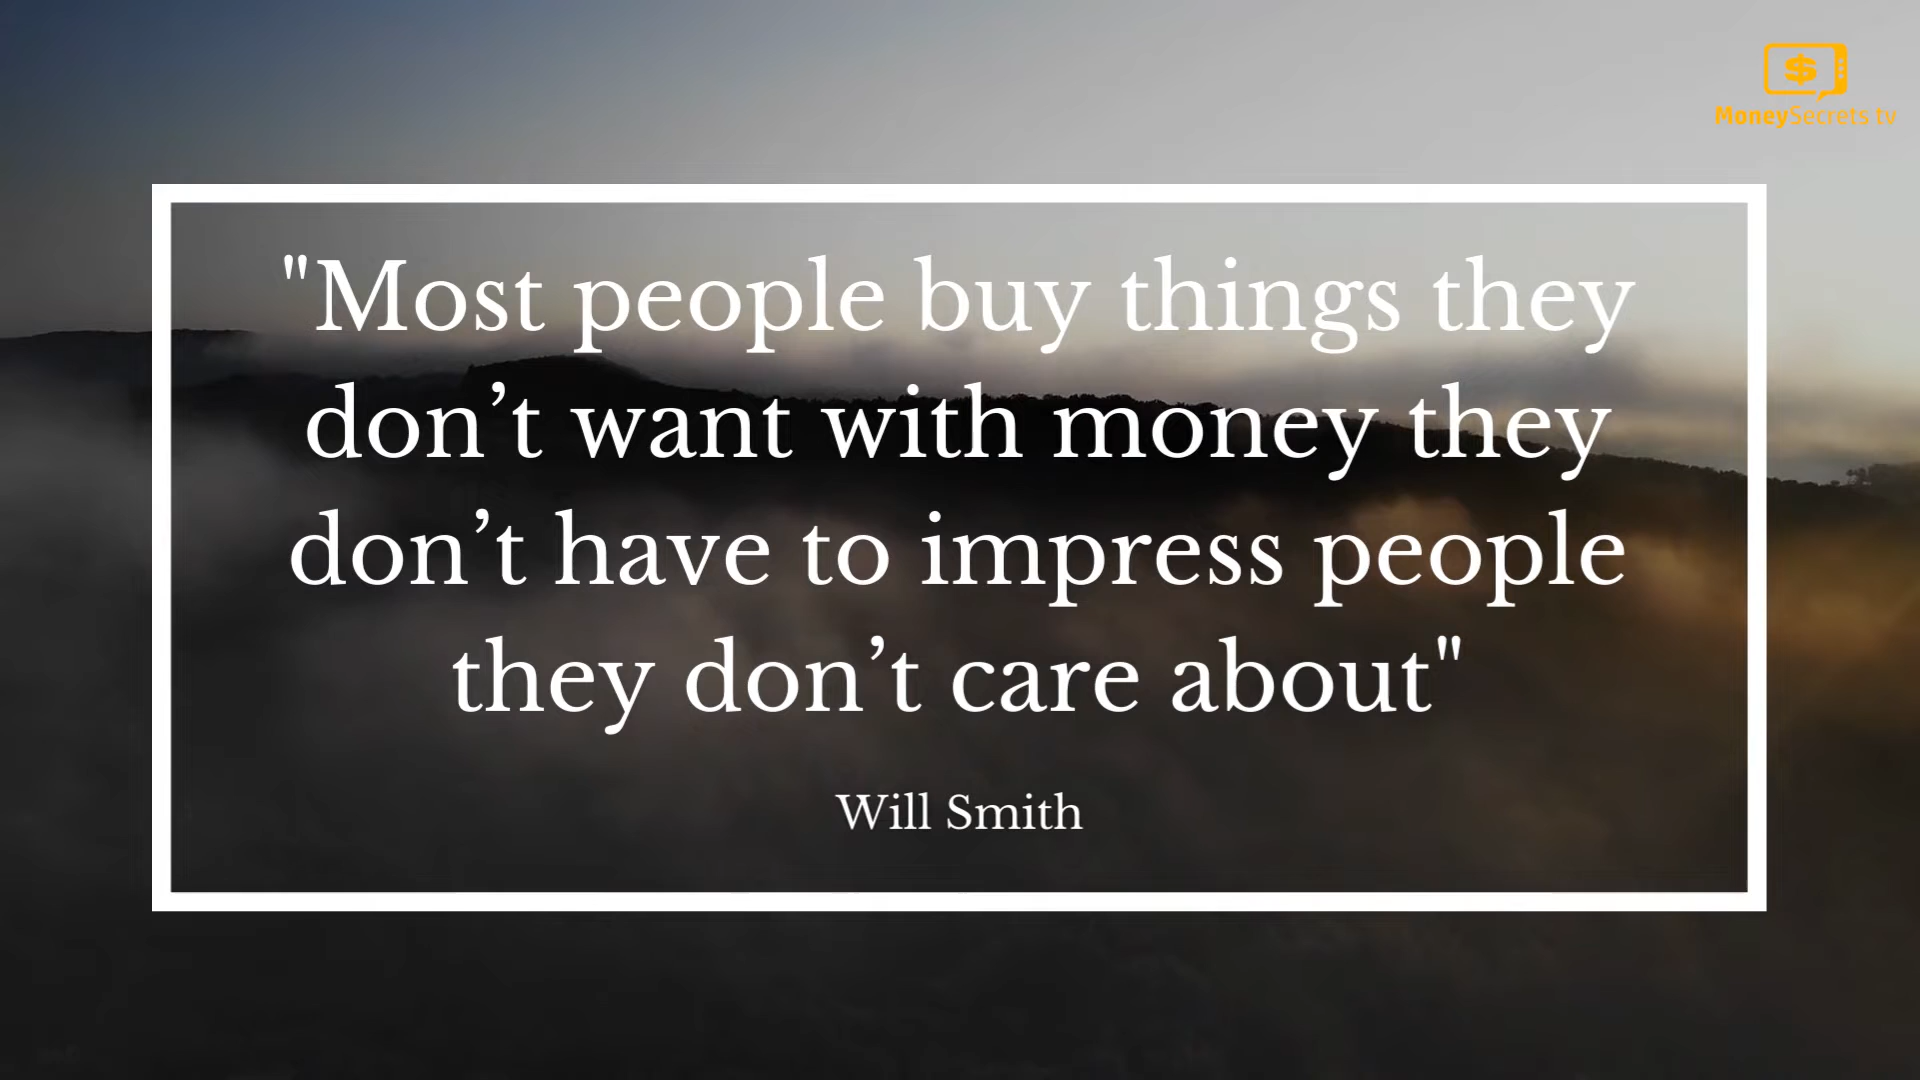 MoneySecrets tv
"Most people buy things they
don’t want with money they
don’t have to impress people
they don’t care about"
Will Smith